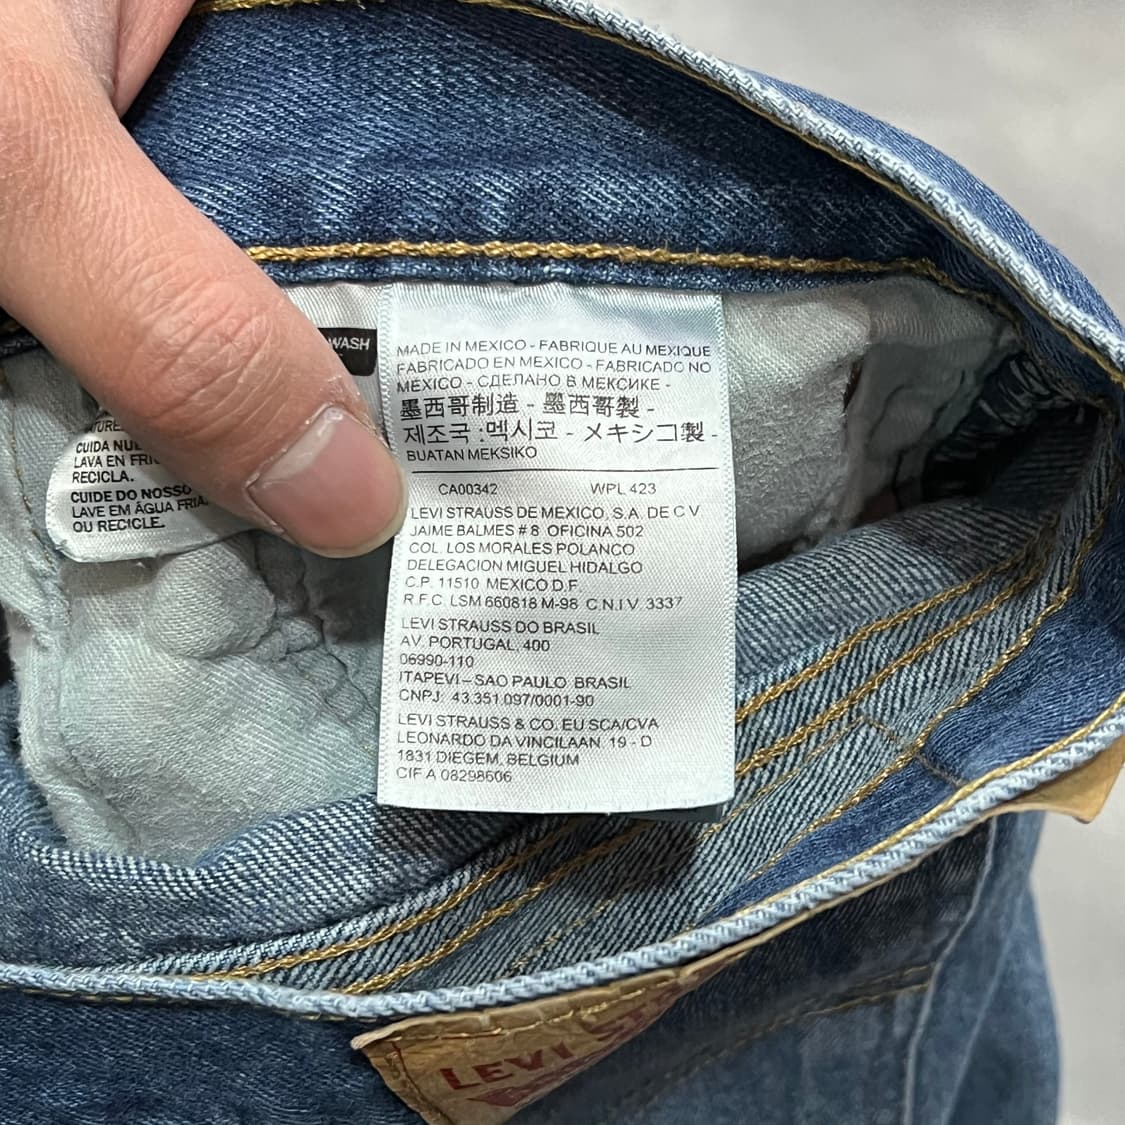 WASH
MADE IN MEXICO - FABRIQUE AU MEXIQUE
FABRICADO EN MEXICO - FABRICADO NO
MÉXICO - СДЕЛАНО В МЕКСИКЕ -
墨西哥制造 - 墨西哥製 -
제조국 :멕시코 - メキシコ製 -
BUATAN MEKSIKO
CA00342 WPL 423
LEVI STRAUSS DE MEXICO, S.A. DE C V
JAIME BALMES # 8 OFICINA 502
COL. LOS MORALES POLANCO
DELEGACION MIGUEL HIDALGO
C.P. 11510 MEXICO D.F.
R.F.C. LSM 660818 M-98 C.N.I.V. 3337
LEVI STRAUSS DO BRASIL
AV. PORTUGAL, 400
06990-110
ITAPEVI – SAO PAULO BRASIL
CNPJ: 43.351.097/0001-90
LEVI STRAUSS & CO. EU SCA/CVA
LEONARDO DA VINCILAAN, 19 - D
1831 DIEGEM, BELGIUM
CIF A 08298606
CUIDA
LAVA EN
RECICLA.
CUIDE DO NOSSO
LAVE EM ÁGUA FRIA
OU RECICLE.
LEVI